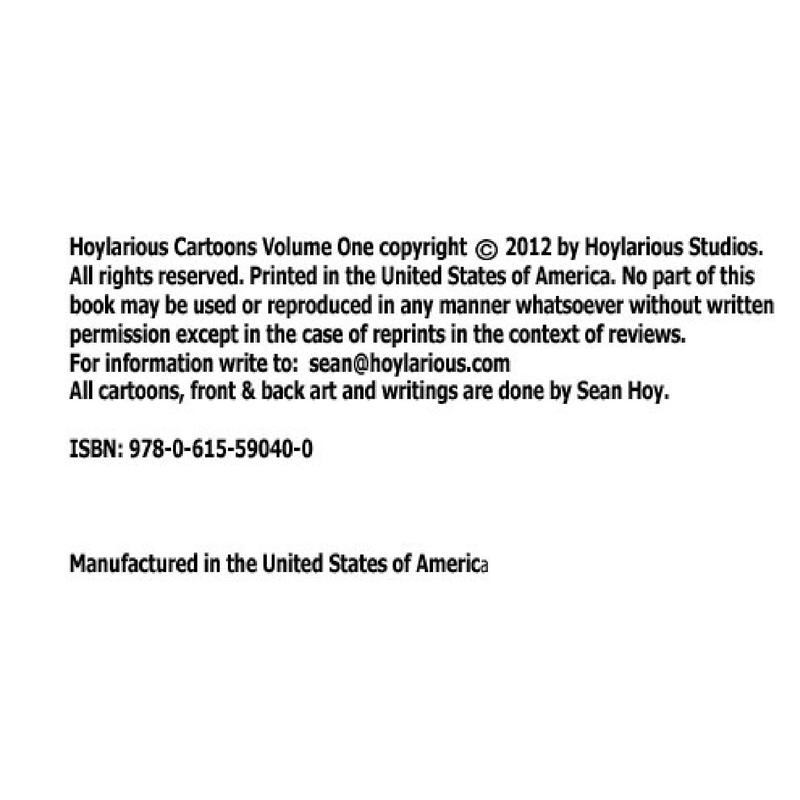 Hoylarious Cartoons Volume One copyright © 2012 by Hoylarious Studios.
All rights reserved. Printed in the United States of America. No part of this
book may be used or reproduced in any manner whatsoever without written
permission except in the case of reprints in the context of reviews.
For information write to: sean@hoylarious.com
All cartoons, front & back art and writings are done by Sean Hoy.
ISBN: 978-0-615-59040-0
Manufactured in the United States of America